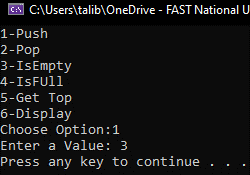 C:\Users\talib\OneDrive - FAST National U
1-Push
2-Pop
3-IsEmpty
4-IsFUll
5-Get Top
6-Display
Choose Option:1
Enter a Value: 3
Press any key to continue . . .